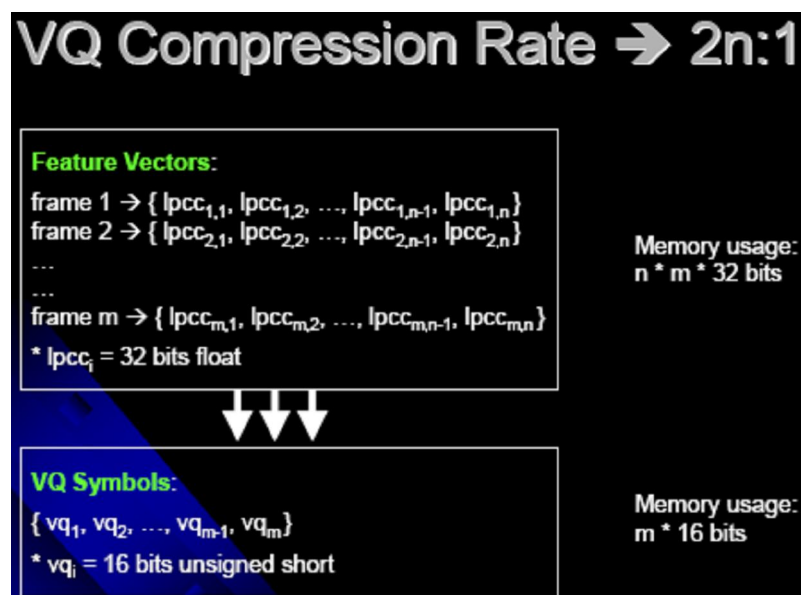 VQ Compression Rate → 2n:1
Feature Vectors:
frame 1 → { lpcc1,1, lpcc1,2, …, lpcc1,n-1, lpcc1,n}
frame 2 → { lpcc2,1, lpcc2,2, …, lpcc2,n-1, lpcc2,n}
…
…
frame m → { lpccm,1, lpccm,2, …, lpccm,n-1, lpccm,n}
* lpcci = 32 bits float
Memory usage:
n * m * 32 bits
VQ Symbols:
{ vq1, vq2, …, vqm-1, vqm}
* vqi = 16 bits unsigned short
Memory usage:
m * 16 bits